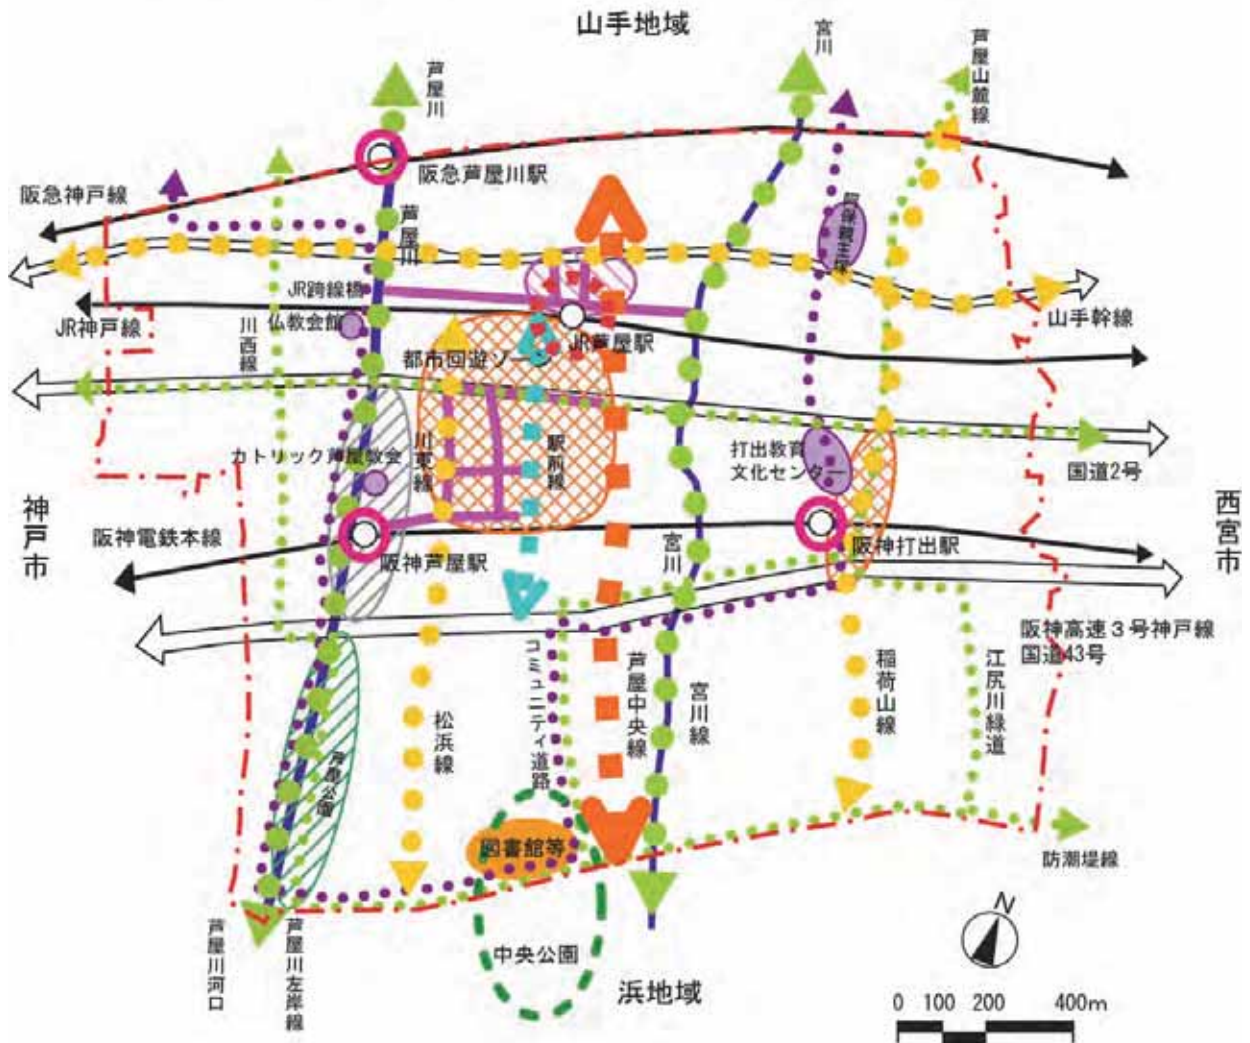 山手地域
宮川
芦屋山麓線
芦屋川
阪急芦屋川駅
阪急神戸線
芦屋川
阿保親王塚
JR跨線橋
JR神戸線
仏教会館
JR芦屋駅
山手幹線
川西線
都市回遊ゾーン
カトリック芦屋教会
川東線
駅前線
打出教育
文化センター
国道2号
神戸市
西宮市
阪神電鉄本線
阪神芦屋駅
宮川
阪神打出駅
阪神高速３号神戸線
国道43号
コミュニティ道路
芦屋中央線
宮川線
稲荷山線
江尻川緑道
松浜線
芦屋公園
図書館等
防潮堤線
芦屋川河口
芦屋川左岸線
中央公園
浜地域
N
0 100 200 400m